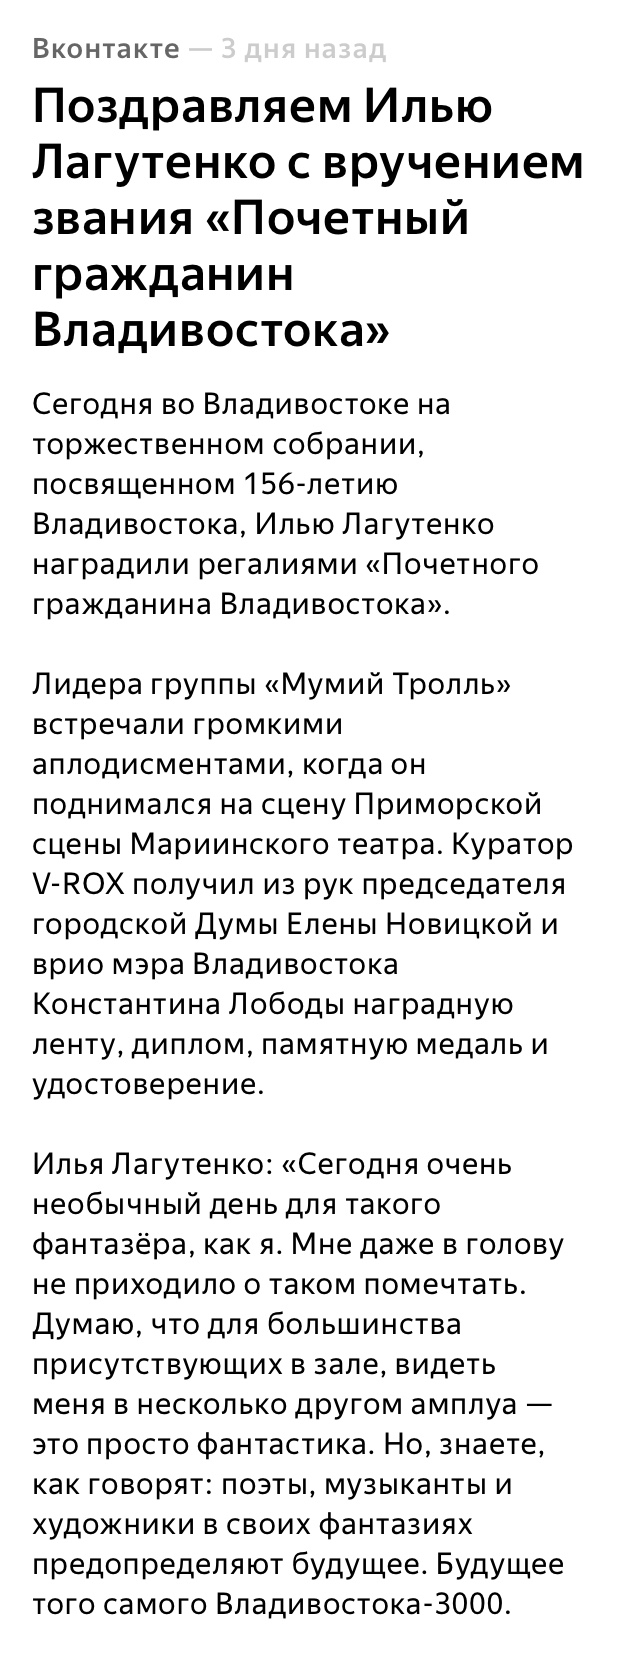 Вконтакте — 3 дня назад
Поздравляем Илью
Лагутенко с вручением
звания «Почетный
гражданин
Владивостока»
Сегодня во Владивостоке на
торжественном собрании,
посвященном 156-летию
Владивостока, Илью Лагутенко
наградили регалиями «Почетного
гражданина Владивостока».
Лидера группы «Мумий Тролль»
встречали громкими
аплодисментами, когда он
поднимался на сцену Приморской
сцены Мариинского театра. Куратор
V-ROX получил из рук председателя
городской Думы Елены Новицкой и
врио мэра Владивостока
Константина Лободы наградную
ленту, диплом, памятную медаль и
удостоверение.
Илья Лагутенко: «Сегодня очень
необычный день для такого
фантазёра, как я. Мне даже в голову
не приходило о таком помечтать.
Думаю, что для большинства
присутствующих в зале, видеть
меня в несколько другом амплуа —
это просто фантастика. Но, знаете,
как говорят: поэты, музыканты и
художники в своих фантазиях
предопределяют будущее. Будущее
того самого Владивостока-3000.